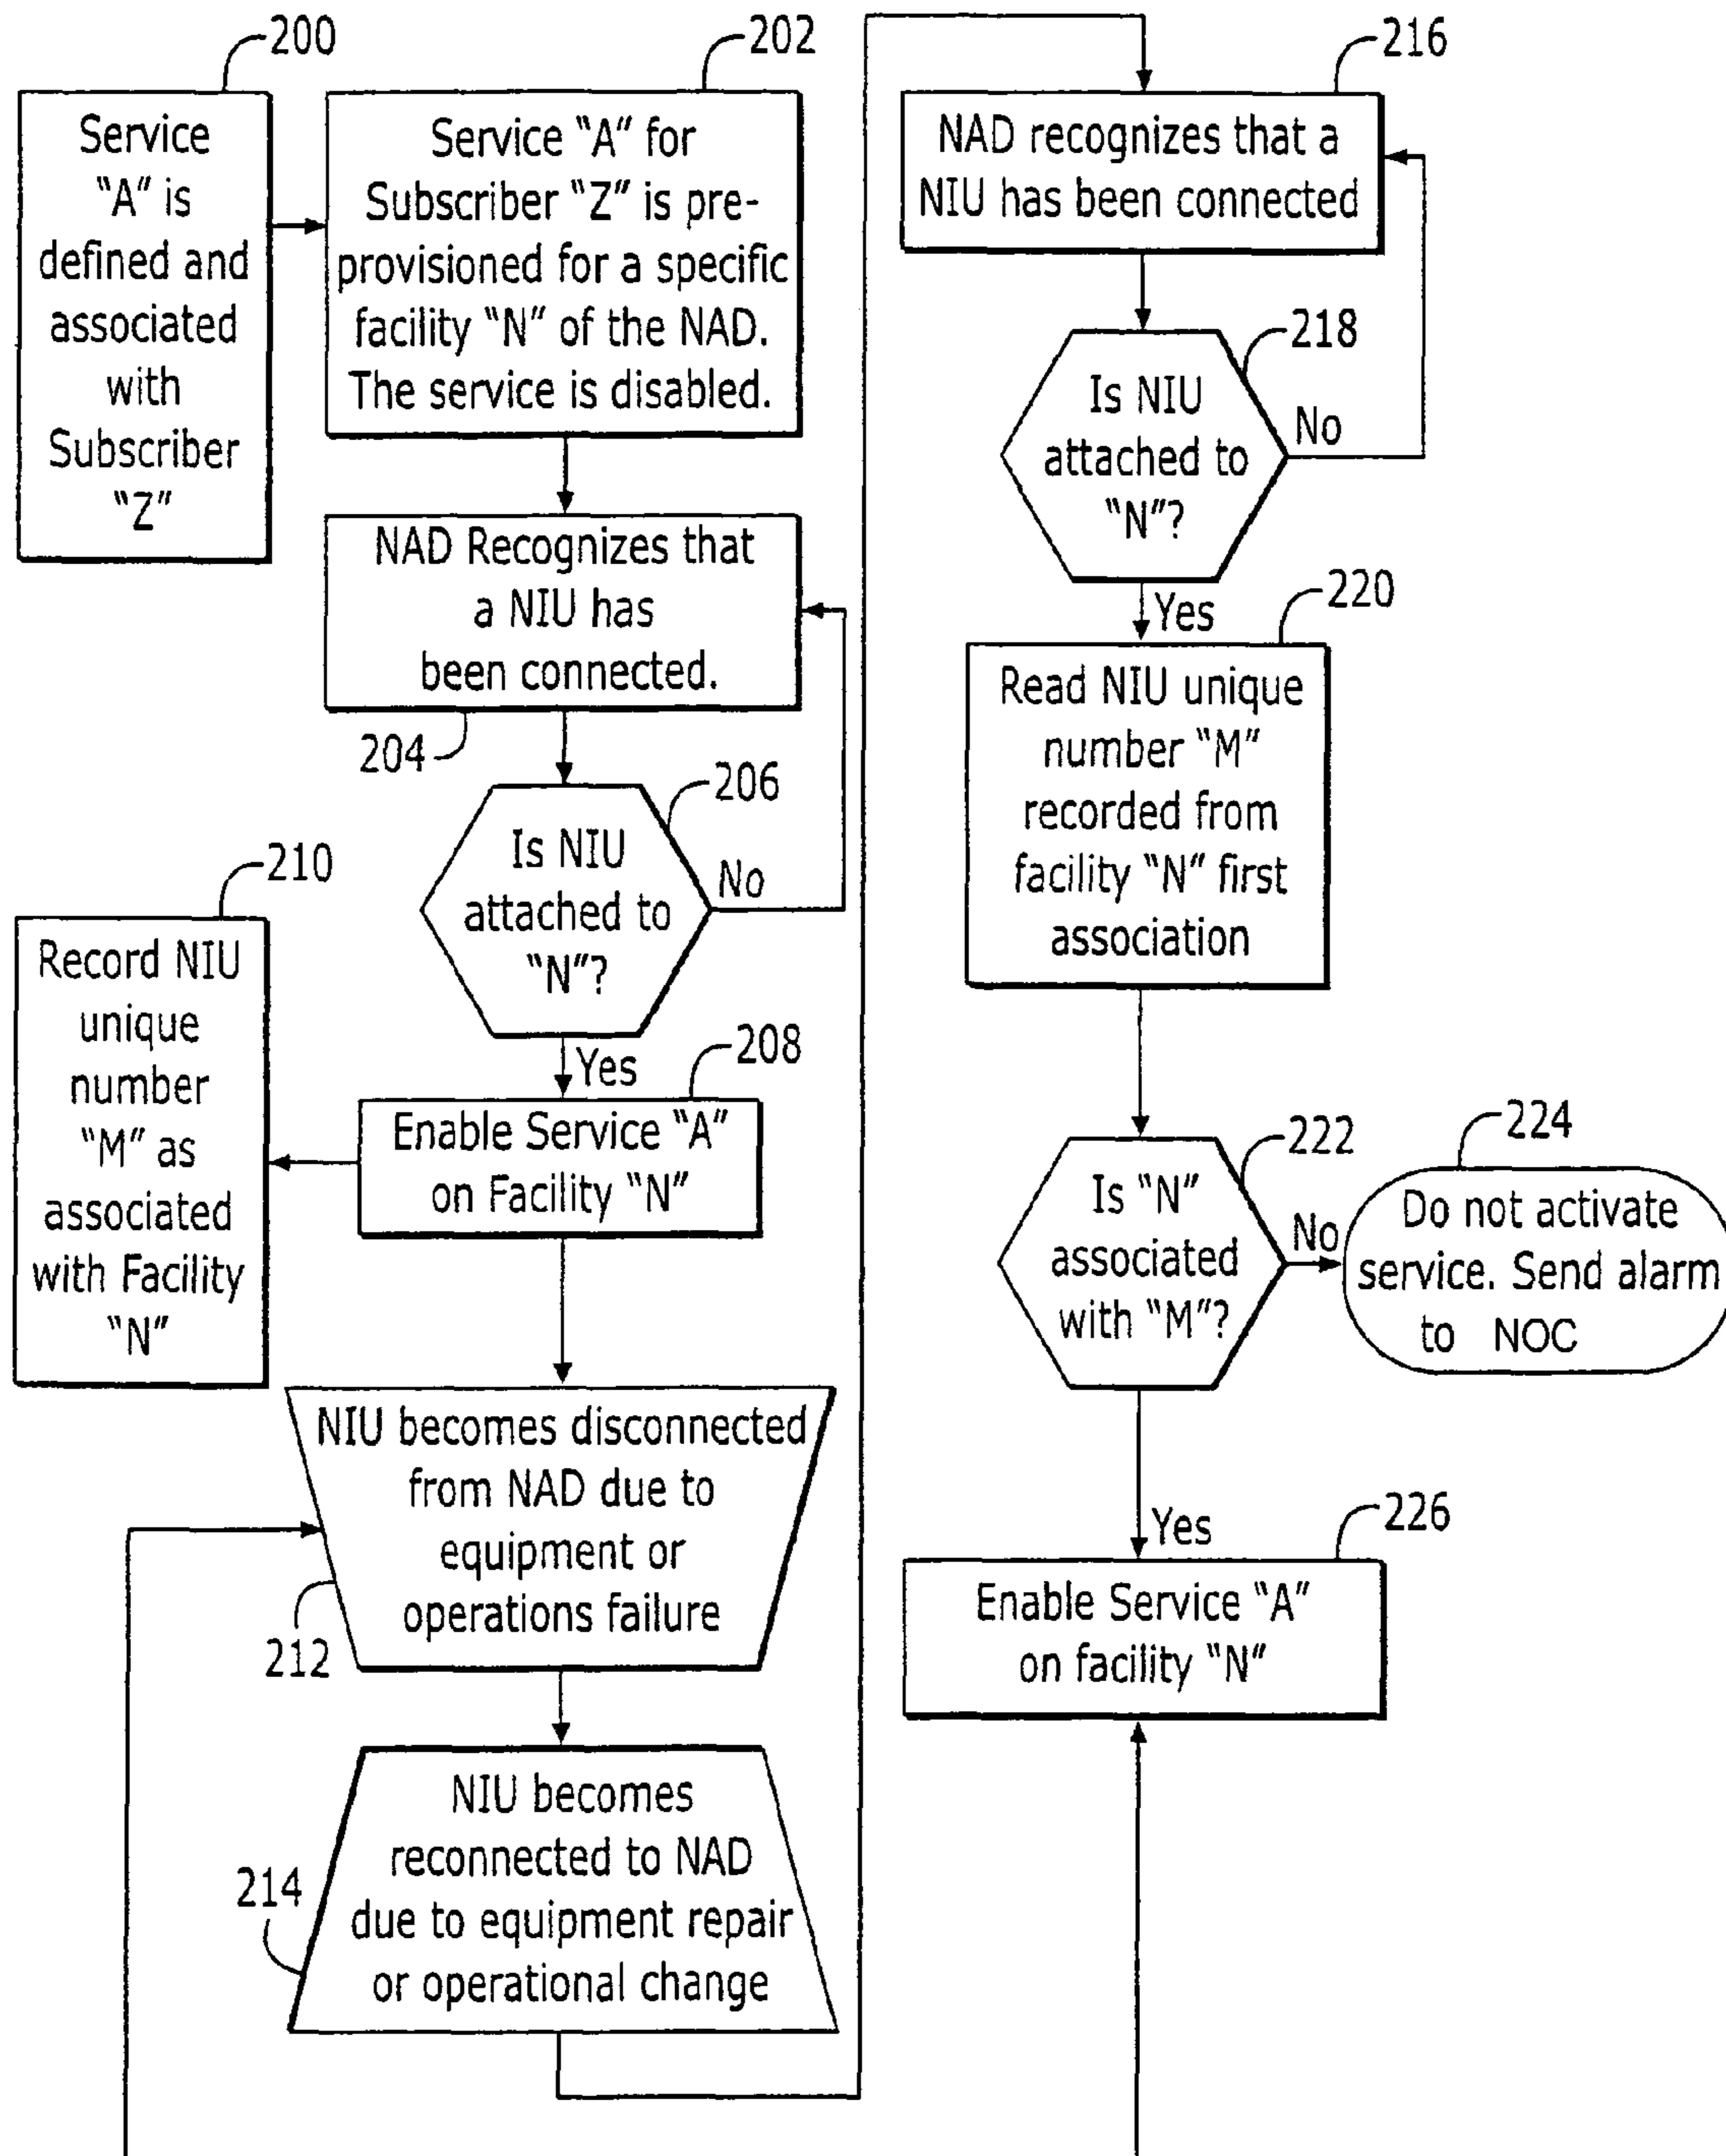 200
Service
“A” is
defined and
associated
with
Subscriber
“Z”
202
Service “A” for
Subscriber “Z” is pre-
provisioned for a specific
facility “N” of the NAD.
The service is disabled.
NAD Recognizes that
a NIU has
been connected.
204
206
Is NIU
attached to
“N”?
No
Yes
208
Enable Service “A”
on Facility “N”
210
Record NIU
unique
number
“M” as
associated
with Facility
“N”
NIU becomes disconnected
from NAD due to
equipment or
operations failure
212
NIU becomes
reconnected to NAD
due to equipment repair
or operational change
214
216
NAD recognizes that a
NIU has been connected
218
Is NIU
attached to
“N”?
No
Yes
220
Read NIU unique
number “M”
recorded from
facility “N” first
association
222
Is “N”
associated
with “M”?
No
224
Do not activate
service. Send alarm
to NOC
Yes
226
Enable Service “A”
on facility “N”